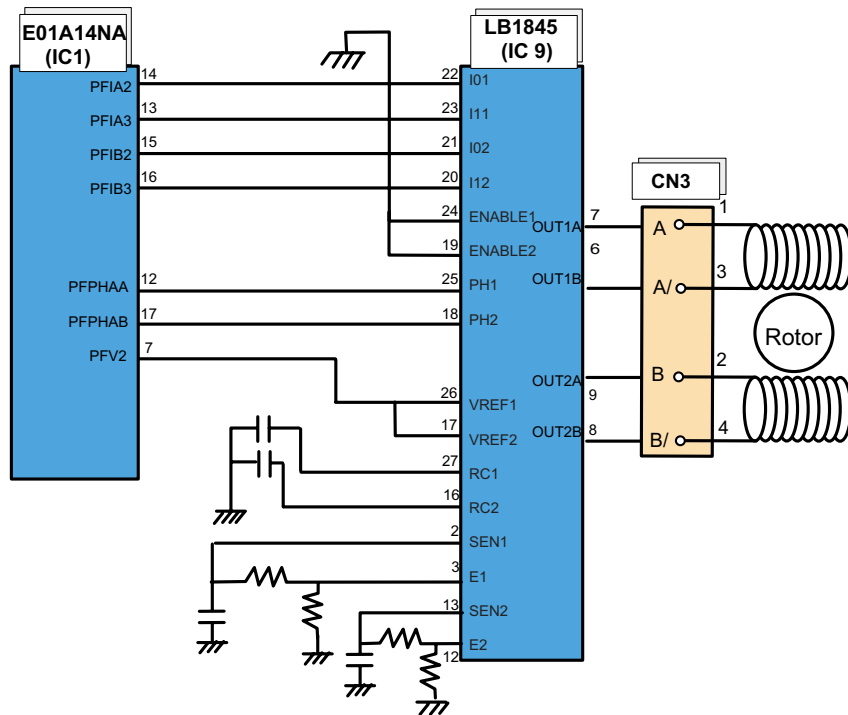 E01A14NA
(IC1)
LB1845
(IC 9)
PFIA2
14
22
I01
PFIA3
13
23
I11
PFIB2
15
21
I02
PFIB3
16
20
I12
24
ENABLE1
19
ENABLE2
PFPHAA
12
25
PH1
PFPHAB
17
18
PH2
PFV2
7
26
VREF1
17
VREF2
27
RC1
16
RC2
2
SEN1
3
E1
13
SEN2
12
E2
OUT1A
7
6
OUT1B
OUT2A
9
OUT2B
8
CN3
A
1
A/
3
B
2
B/
4
Rotor